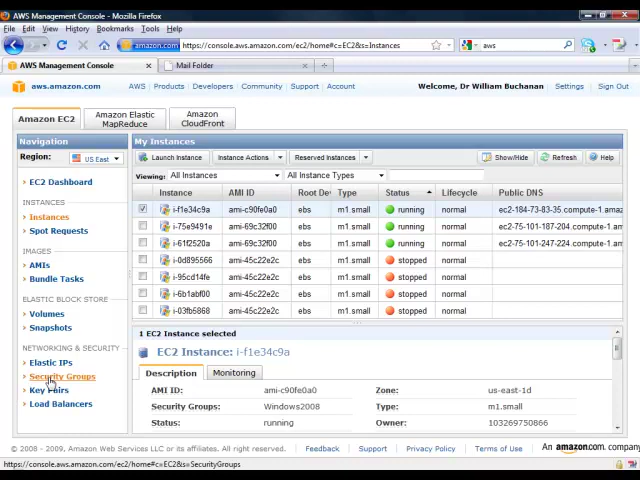 AWS Management Console - Mozilla Firefox
File Edit View History Bookmarks Tools Help
amazon.com https://console.aws.amazon.com/ec2/home#c=EC2&s=Instances aws
AWS Management Console Mail Folder
aws.amazon.com AWS Products Developers Community Support Account Welcome, Dr William Buchanan Settings Sign Out
Amazon EC2 Amazon Elastic MapReduce Amazon CloudFront
Navigation
Region: US East
EC2 Dashboard
INSTANCES
Instances
Spot Requests
IMAGES
AMIs
Bundle Tasks
ELASTIC BLOCK STORE
Volumes
Snapshots
NETWORKING & SECURITY
Elastic IPs
Security Groups
Key Pairs
Load Balancers
My Instances
Launch Instance Instance Actions Reserved Instances Show/Hide Refresh Help
Viewing: All Instances All Instance Types
Instance AMI ID Root Dev Type Status Lifecycle Public DNS
i-f1e34c9a ami-c90fe0a0 ebs m1.small running normal ec2-184-73-83-35.compute-1.amaz
i-75e9491e ami-69c32f00 ebs m1.small running normal ec2-75-101-187-204.compute-1.am
i-61f2520a ami-69c32f00 ebs m1.small running normal ec2-75-101-247-224.compute-1.am
i-0d895566 ami-45c22e2c ebs m1.small stopped normal
i-95cd14fe ami-45c22e2c ebs m1.small stopped normal
i-6b1abf00 ami-45c22e2c ebs m1.small stopped normal
i-03fb5868 ami-45c22e2c ebs m1.small stopped normal
1 EC2 Instance selected
EC2 Instance: i-f1e34c9a
Description Monitoring
AMI ID: ami-c90fe0a0 Zone: us-east-1d
Security Groups: Windows2008 Type: m1.small
Status: running Owner: 103269750866
© 2008 - 2009, Amazon Web Services LLC or its affiliates. All right reserved. Feedback Support Privacy Policy Terms of Use An amazon.com company
https://console.aws.amazon.com/ec2/home#c=EC2&s=SecurityGroups